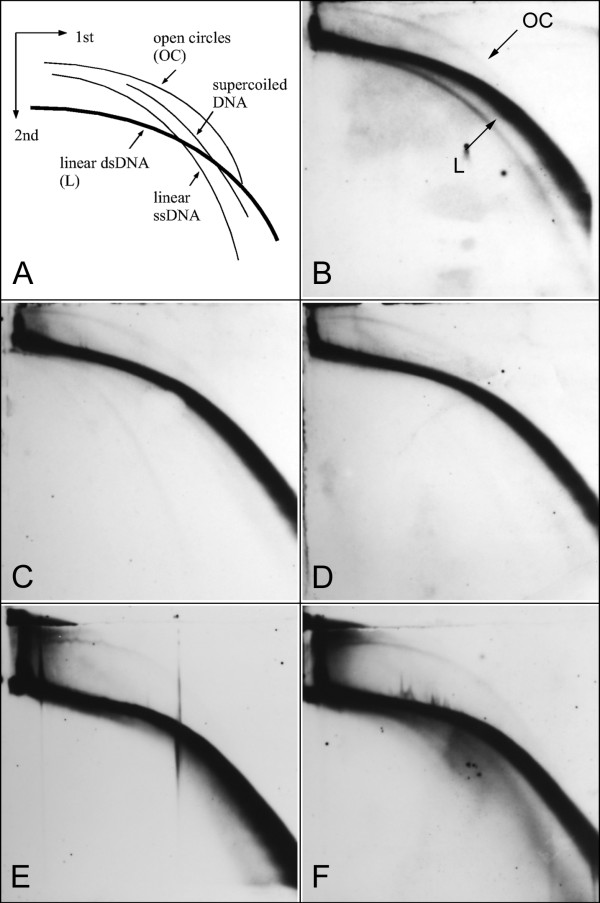 1st
2nd
open circles
(OC)
supercoiled
DNA
linear dsDNA
(L)
linear
ssDNA
A
OC
L
B
C
D
E
F